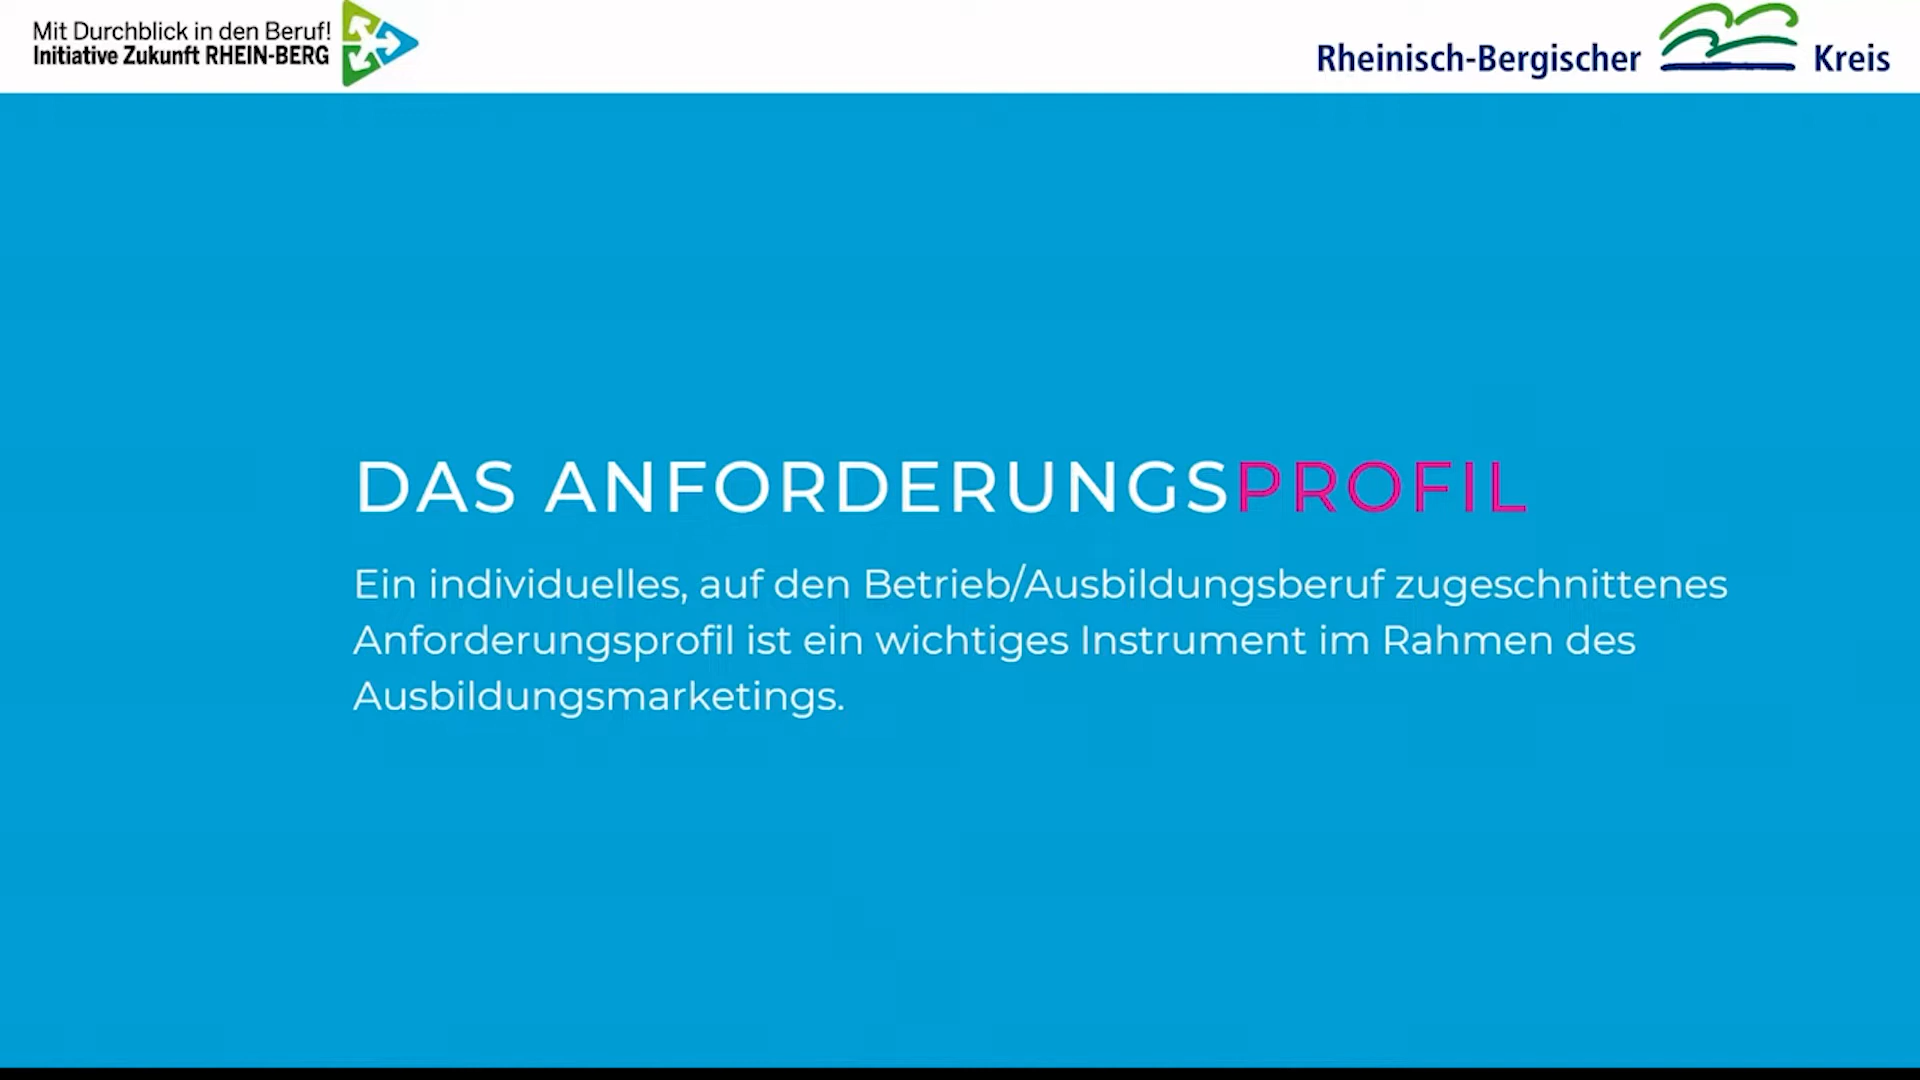 Mit Durchblick in den Beruf!
Initiative Zukunft RHEIN-BERG
Rheinisch-Bergischer Kreis
DAS ANFORDERUNGSPROFIL
Ein individuelles, auf den Betrieb/Ausbildungsberuf zugeschnittenes
Anforderungsprofil ist ein wichtiges Instrument im Rahmen des
Ausbildungsmarketings.